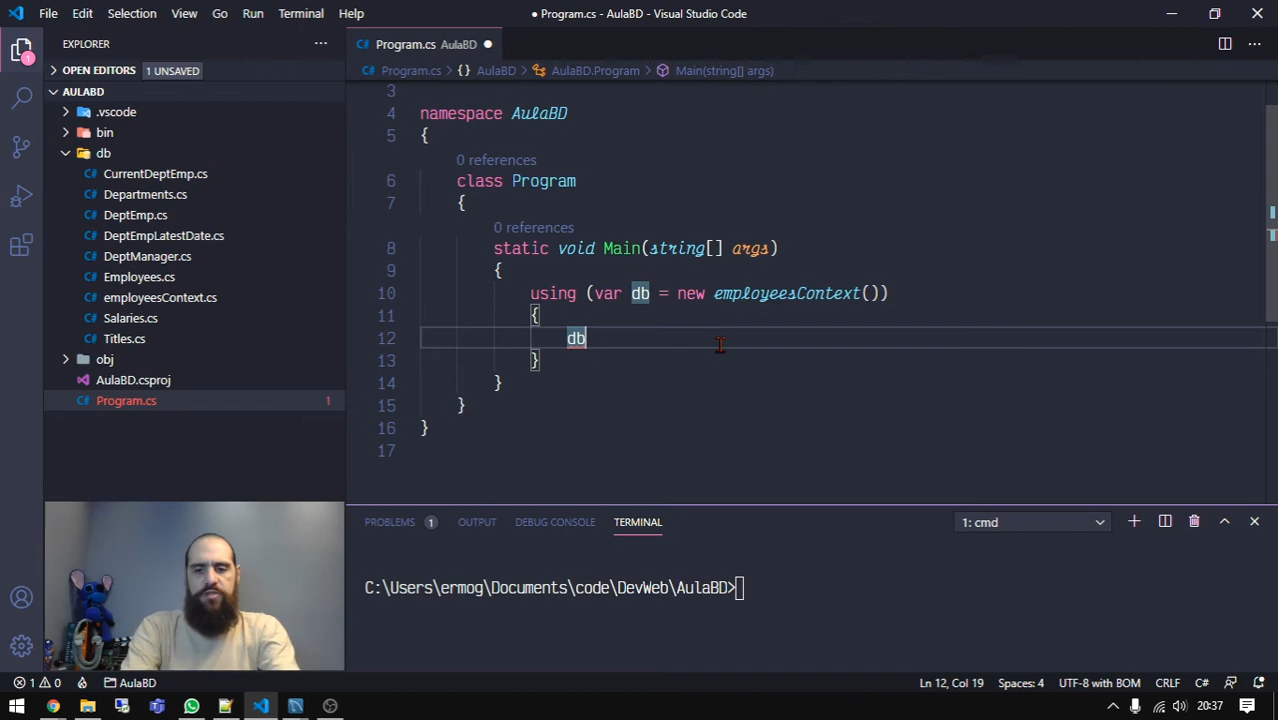 File Edit Selection View Go Run Terminal Help
● Program.cs - AulaBD - Visual Studio Code
EXPLORER
Program.cs AulaBD
OPEN EDITORS 1 UNSAVED
Program.cs > {} AulaBD > AulaBD.Program > Main(string[] args)
AULABD
.vscode
bin
db
CurrentDeptEmp.cs
Departments.cs
DeptEmp.cs
DeptEmpLatestDate.cs
DeptManager.cs
Employees.cs
employeesContext.cs
Salaries.cs
Titles.cs
obj
AulaBD.csproj
Program.cs 1
1
3
4 namespace AulaBD
5 {
0 references
6 class Program
7 {
0 references
8 static void Main(string[] args)
9 {
10 using (var db = new employeesContext())
11 {
12 db
13 }
14 }
15 }
16 }
17
PROBLEMS 1 OUTPUT DEBUG CONSOLE TERMINAL
1: cmd
C:\Users\ermog\Documents\code\DevWeb\AulaBD>
1 0 AulaBD
Ln 12, Col 19 Spaces: 4 UTF-8 with BOM CRLF C#
20:37